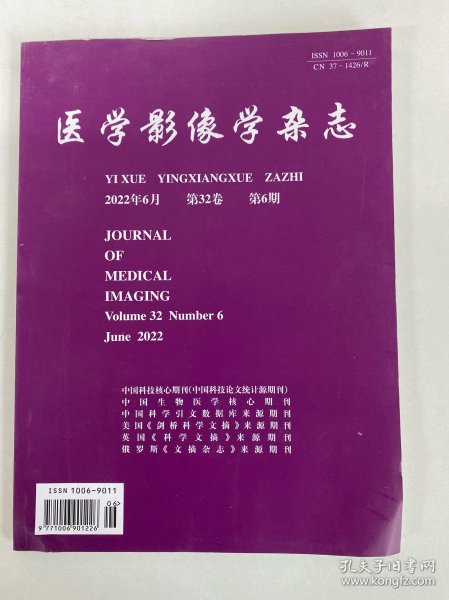 ISSN 1006-9011
CN 37-1426/R
医学影像学杂志
YI XUE YINGXIANGXUE ZAZHI
2022年6月 第32卷 第6期
JOURNAL
OF
MEDICAL
IMAGING
Volume 32 Number 6
June 2022
中国科技核心期刊(中国科技论文统计源期刊)
中国生物医学核心期刊
中国科学引文数据库来源期刊
美国《剑桥科学文摘》来源期刊
英国《科学文摘》来源期刊
俄罗斯《文摘杂志》来源期刊
ISSN 1006-9011
06>
9 771006 901226
孔夫子旧书网
www.kongfz.com